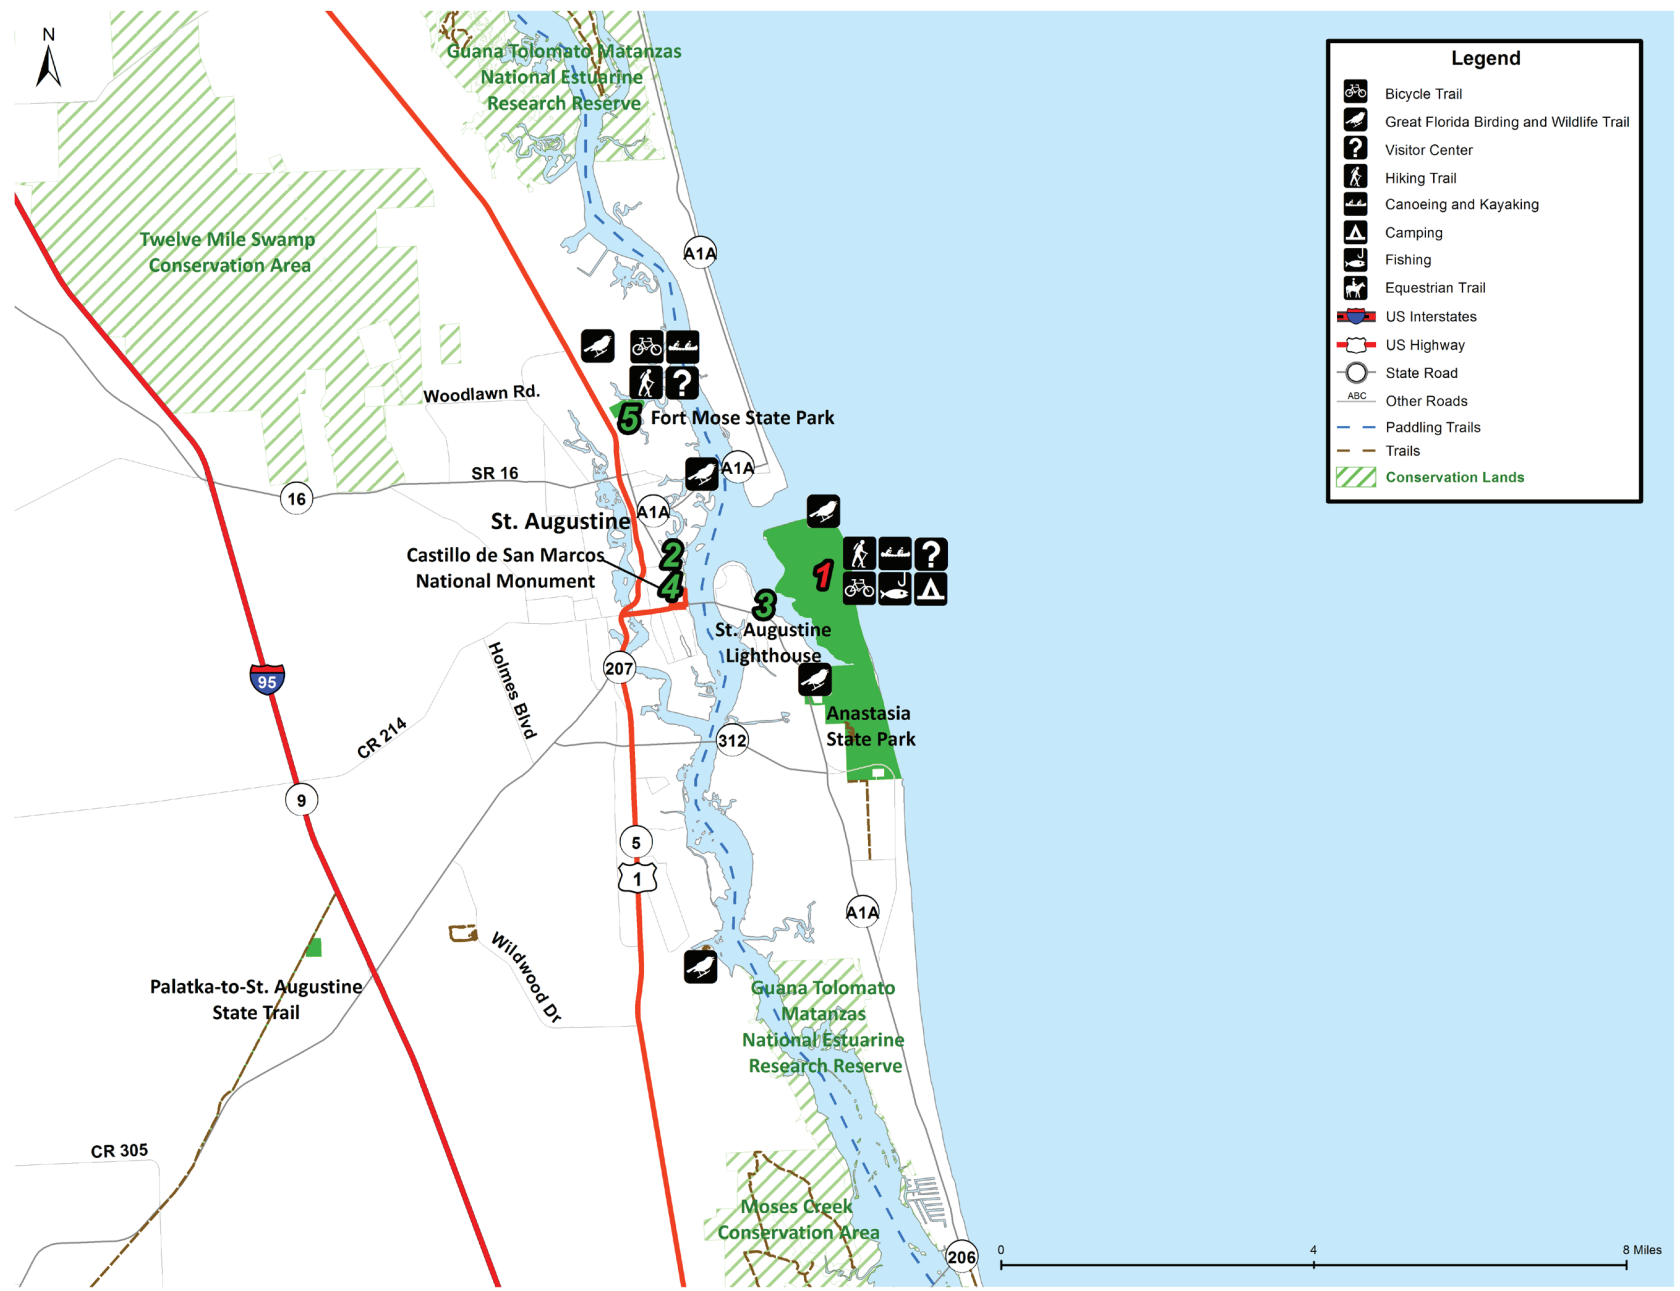 N
Guana Tolomato Matanzas
National Estuarine
Research Reserve
Legend
Bicycle Trail
Great Florida Birding and Wildlife Trail
? Visitor Center
Hiking Trail
Canoeing and Kayaking
Camping
Fishing
Equestrian Trail
US Interstates
US Highway
State Road
ABC Other Roads
Paddling Trails
Trails
Conservation Lands
Twelve Mile Swamp
Conservation Area
A1A
?
Woodlawn Rd.
5 Fort Mose State Park
A1A
SR 16
16
A1A
St. Augustine
Castillo de San Marcos
National Monument
2
4
?
1
3
St. Augustine
Lighthouse
207
95
Holmes Blvd
Anastasia
State Park
312
CR 214
9
5
1
A1A
Wildwood Dr
Palatka-to-St. Augustine
State Trail
Guana Tolomato
Matanzas
National Estuarine
Research Reserve
CR 305
Moses Creek
Conservation Area
206
0 4 8 Miles